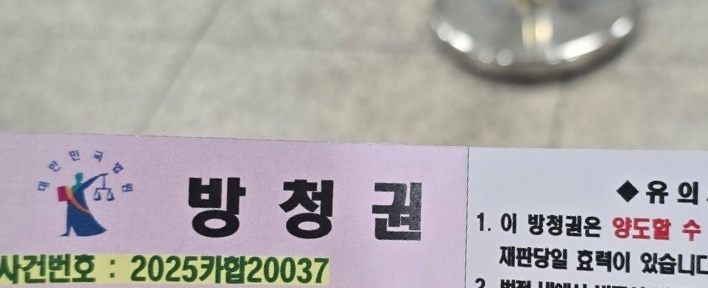 대한민국법원
방청권
사건번호 : 2025카합20037
◆유의
1. 이 방청권은 양도할 수
재판당일 효력이 있습니다
2.